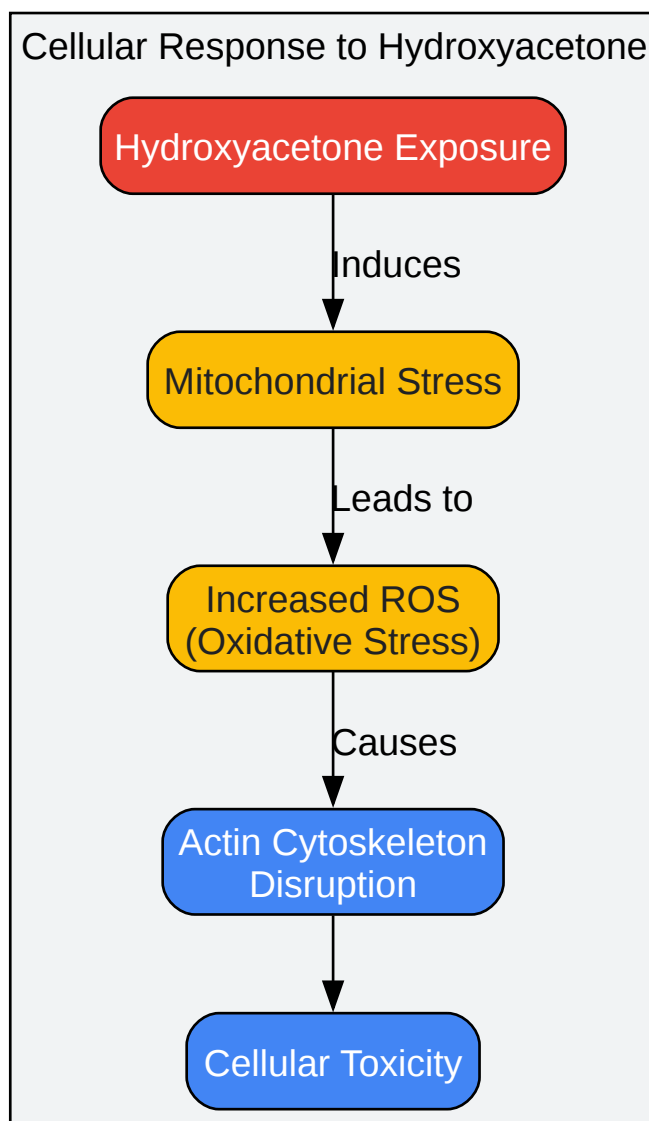 Cellular Response to Hydroxyacetone
Hydroxyacetone Exposure
Induces
Mitochondrial Stress
Leads to
Increased ROS
(Oxidative Stress)
Causes
Actin Cytoskeleton
Disruption
Cellular Toxicity